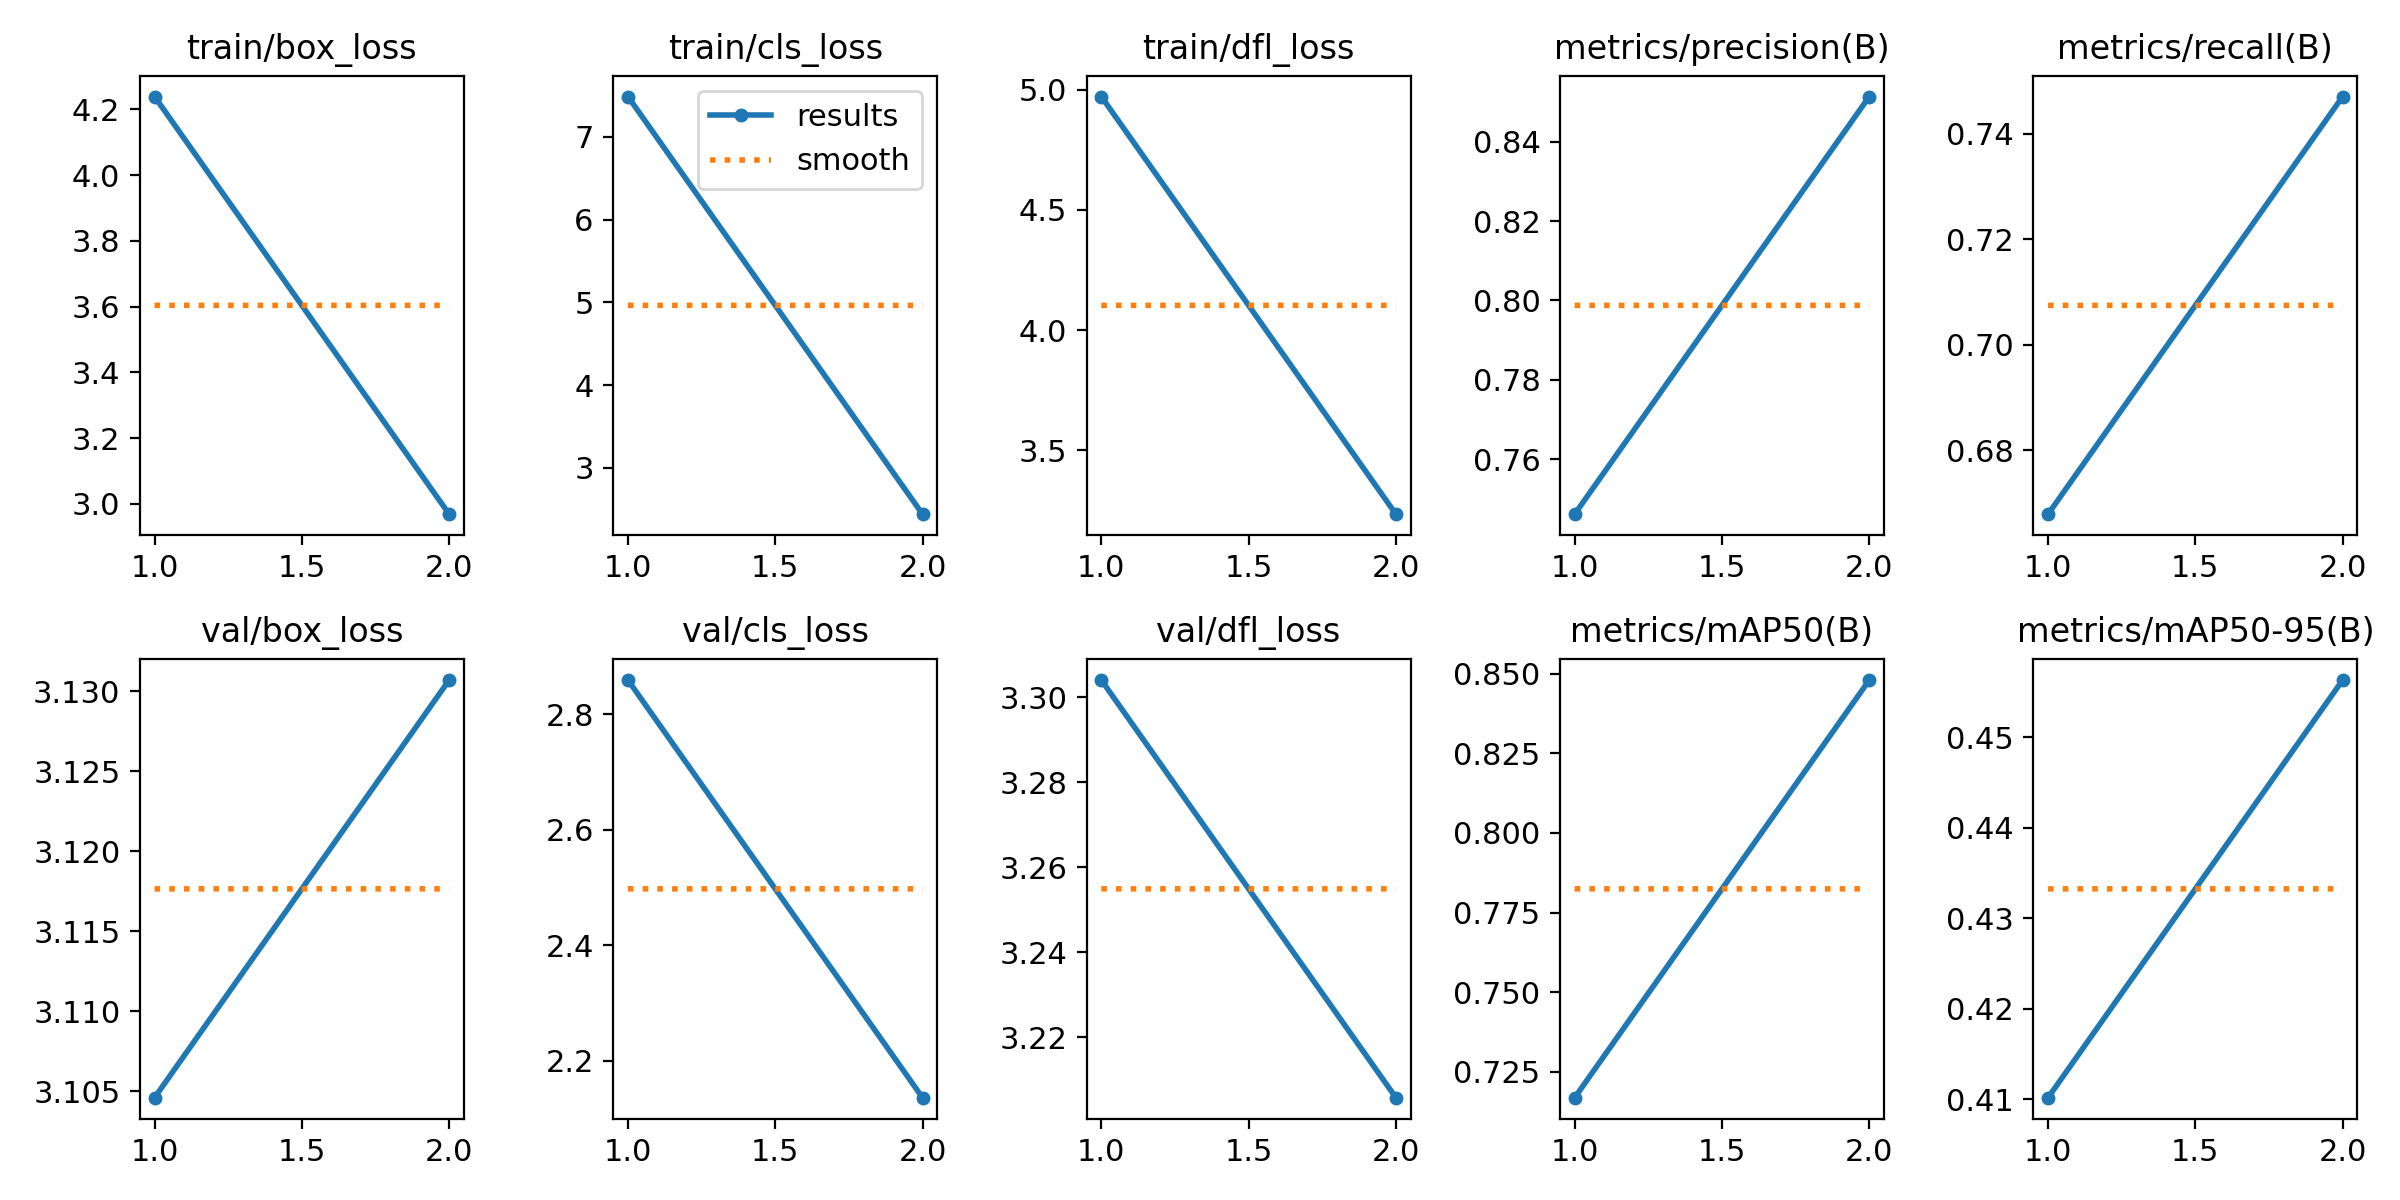 train/box_loss
4.2
4.0
3.8
3.6
3.4
3.2
3.0
1.0 1.5 2.0
train/cls_loss
results
smooth
7
6
5
4
3
1.0 1.5 2.0
train/dfl_loss
5.0
4.5
4.0
3.5
1.0 1.5 2.0
metrics/precision(B)
0.84
0.82
0.80
0.78
0.76
1.0 1.5 2.0
metrics/recall(B)
0.74
0.72
0.70
0.68
1.0 1.5 2.0
val/box_loss
3.130
3.125
3.120
3.115
3.110
3.105
1.0 1.5 2.0
val/cls_loss
2.8
2.6
2.4
2.2
1.0 1.5 2.0
val/dfl_loss
3.30
3.28
3.26
3.24
3.22
1.0 1.5 2.0
metrics/mAP50(B)
0.850
0.825
0.800
0.775
0.750
0.725
1.0 1.5 2.0
metrics/mAP50-95(B)
0.45
0.44
0.43
0.42
0.41
1.0 1.5 2.0